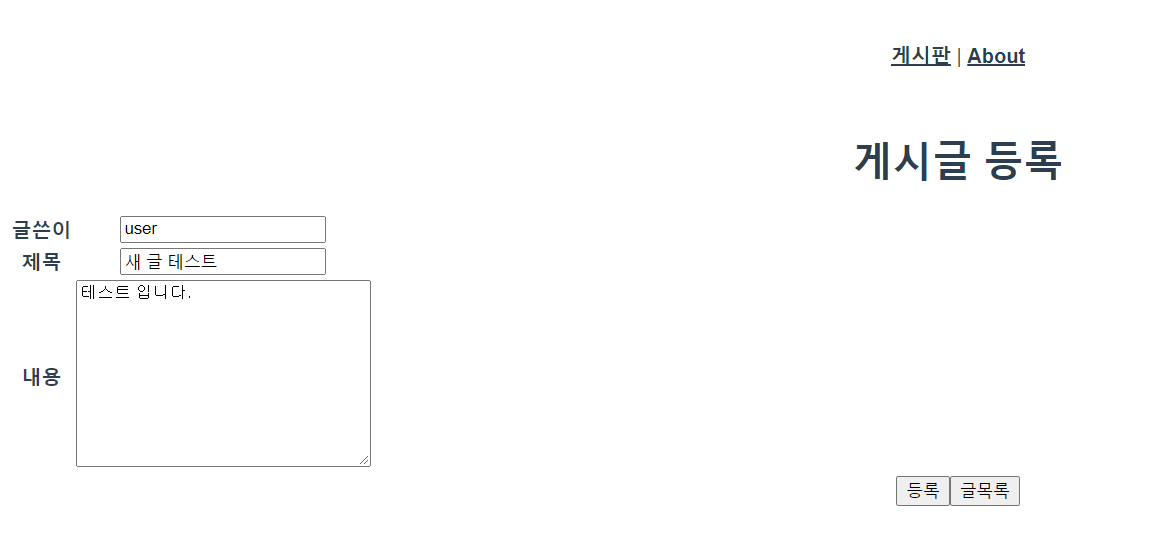 게시판 | About
게시글 등록
글쓴이 user
제목 새 글 테스트
내용 테스트 입니다.
등록 글목록